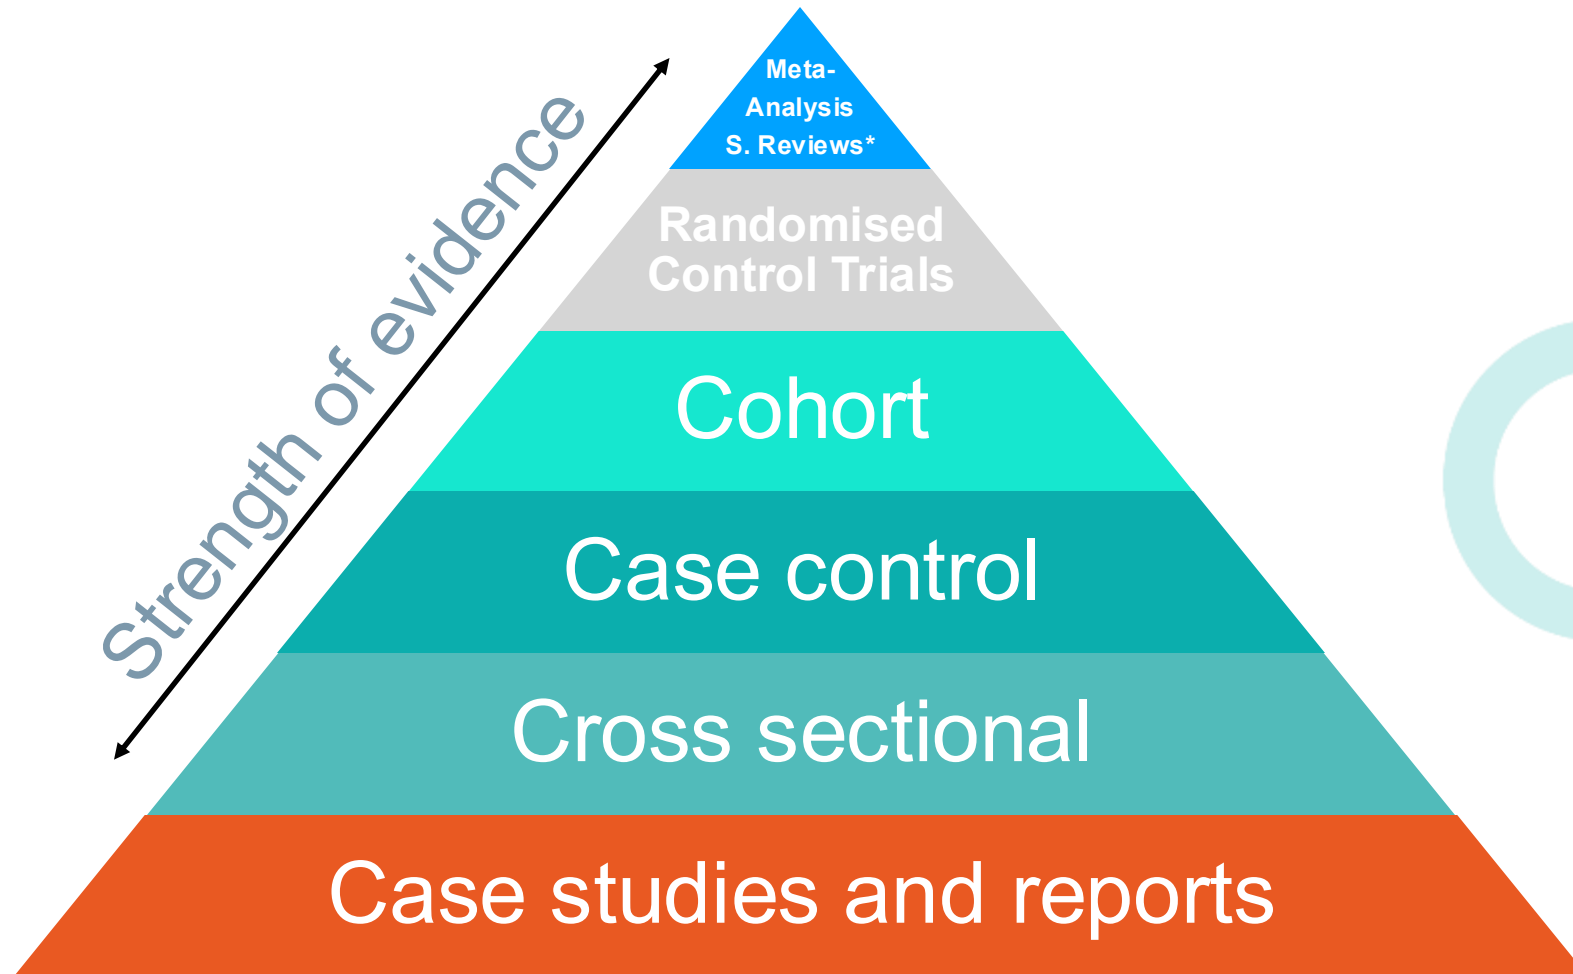 Strength of evidence
Meta-
Analysis
S. Reviews*
Randomised
Control Trials
Cohort
Case control
Cross sectional
Case studies and reports